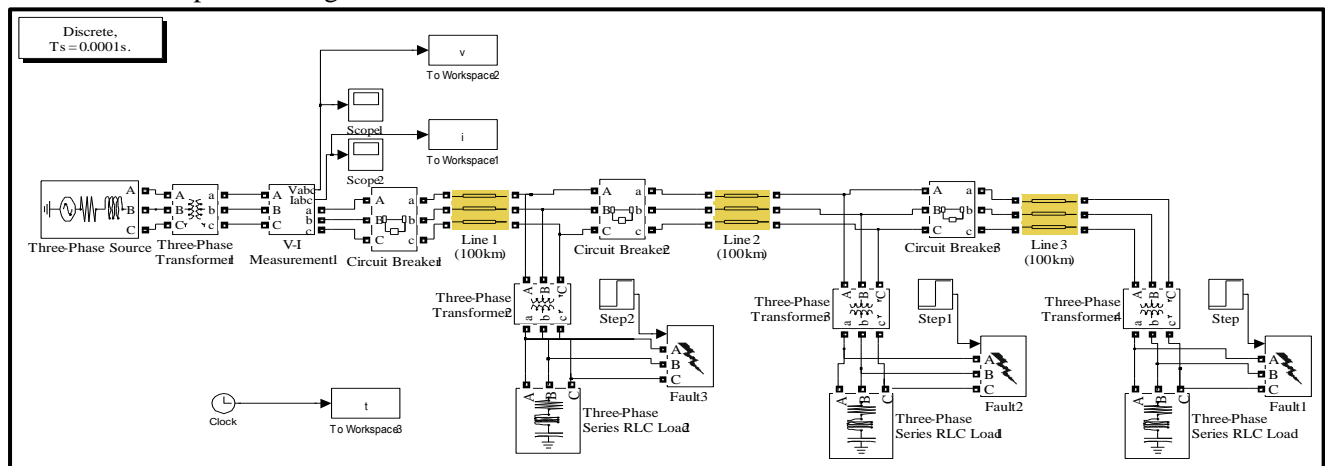 Discrete,
Ts = 0.0001s.
v
To Workspace2
Scope1
i
To Workspace1
Scope2
A
B
C
Three-Phase Source
A
B
C
a
b
c
Three-Phase
Transformer1
A
B
C
Vabc
Iabc
a
b
c
V-I
Measurement1
A
B
C
a
b
c
Circuit Breaker1
Line 1
(100km)
A
B
C
a
b
c
Circuit Breaker2
Line 2
(100km)
A
B
C
a
b
c
Circuit Breaker3
Line 3
(100km)
Three-Phase
Transformer2
A
B
C
a
b
c
Step2
A
B
C
Fault3
A
B
C
Three-Phase
Series RLC Load2
Three-Phase
Transformer3
A
B
C
a
b
c
Step1
A
B
C
Fault2
A
B
C
Three-Phase
Series RLC Load1
Three-Phase
Transformer4
A
B
C
a
b
c
Step
A
B
C
Fault1
A
B
C
Three-Phase
Series RLC Load
Clock
t
To Workspace3